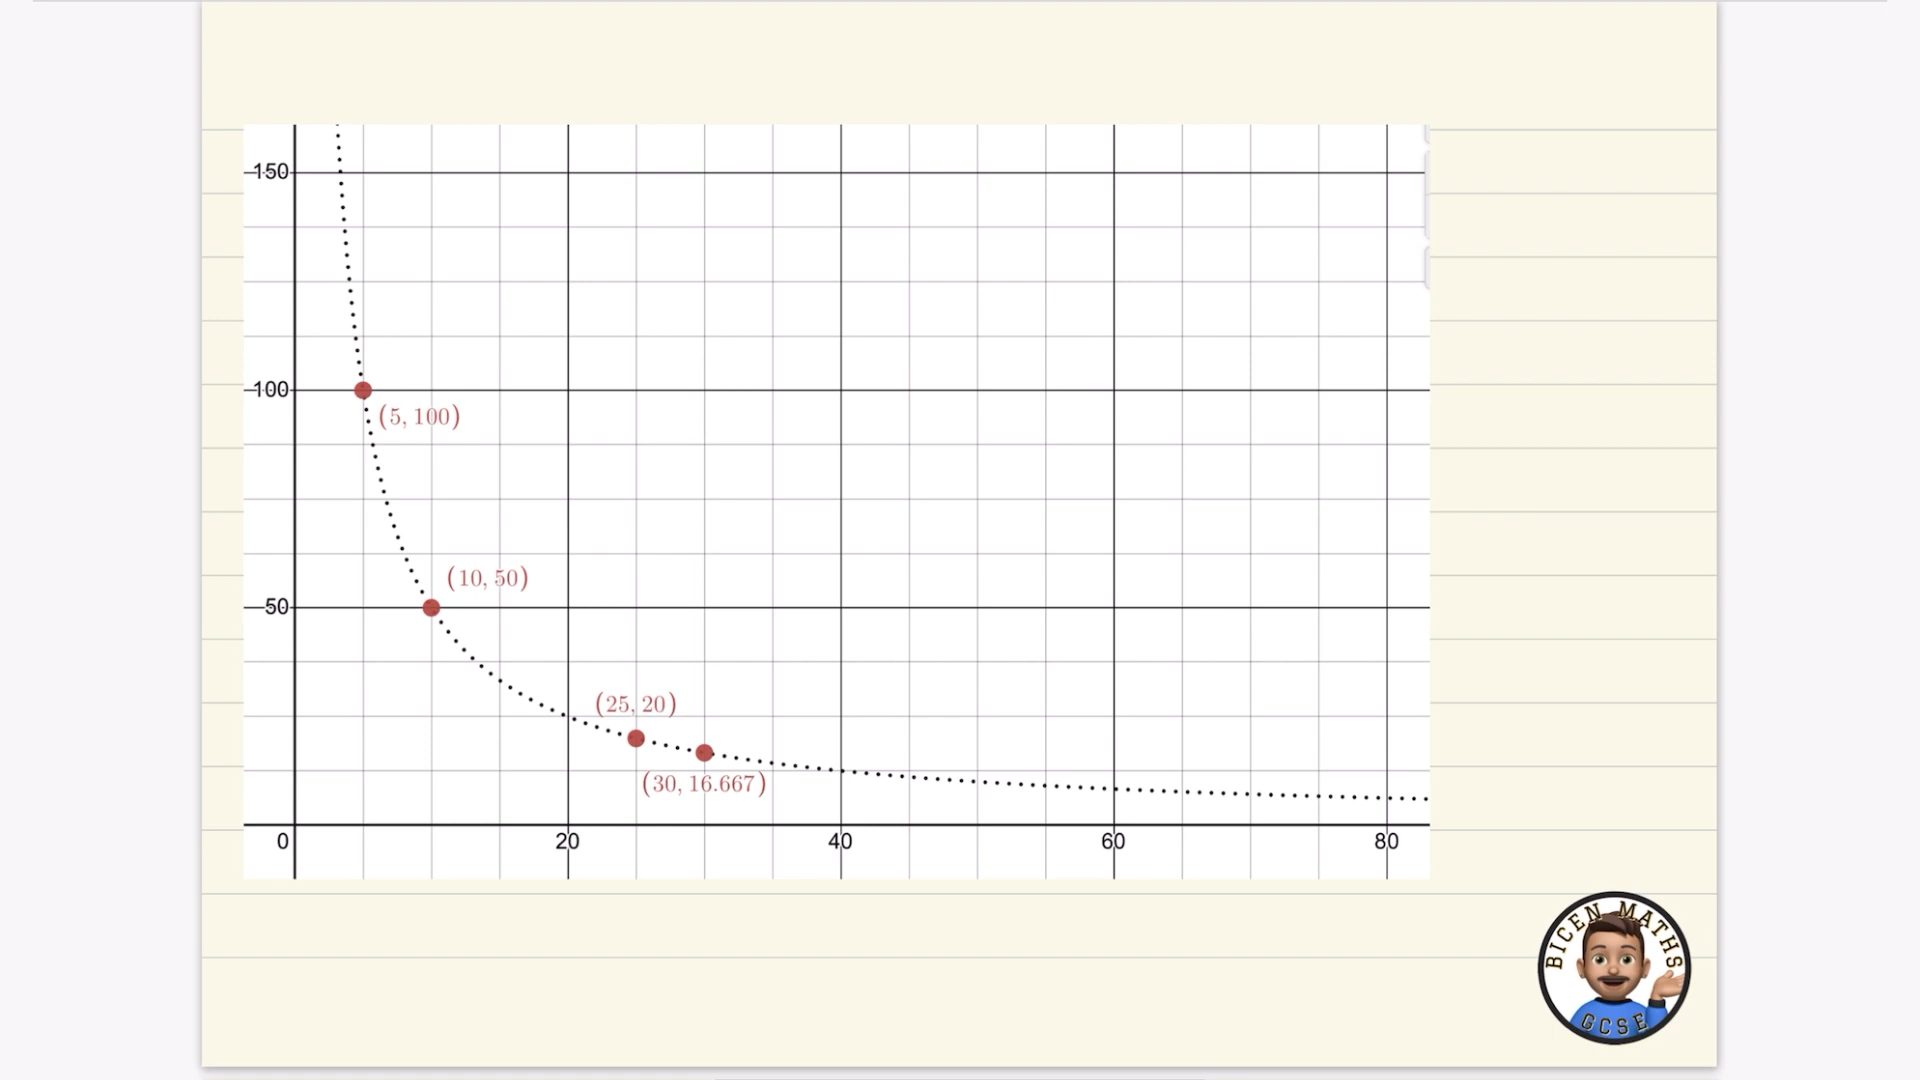 150
100
(5, 100)
(10, 50)
50
(25, 20)
(30, 16.667)
0 20 40 60 80
BICEN MATHS
GCSE